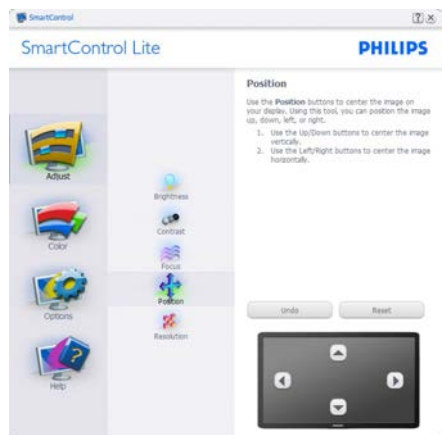 SmartControl
SmartControl Lite
PHILIPS
Position
Use the Position buttons to center the image on
your display. Using this tool, you can position the image
up, down, left, or right.
1. Use the Up/Down buttons to center the image
vertically.
2. Use the Left/Right buttons to center the image
horizontally.
Adjust
Color
Options
Help
Brightness
Contrast
Focus
Position
Resolution
Undo
Reset